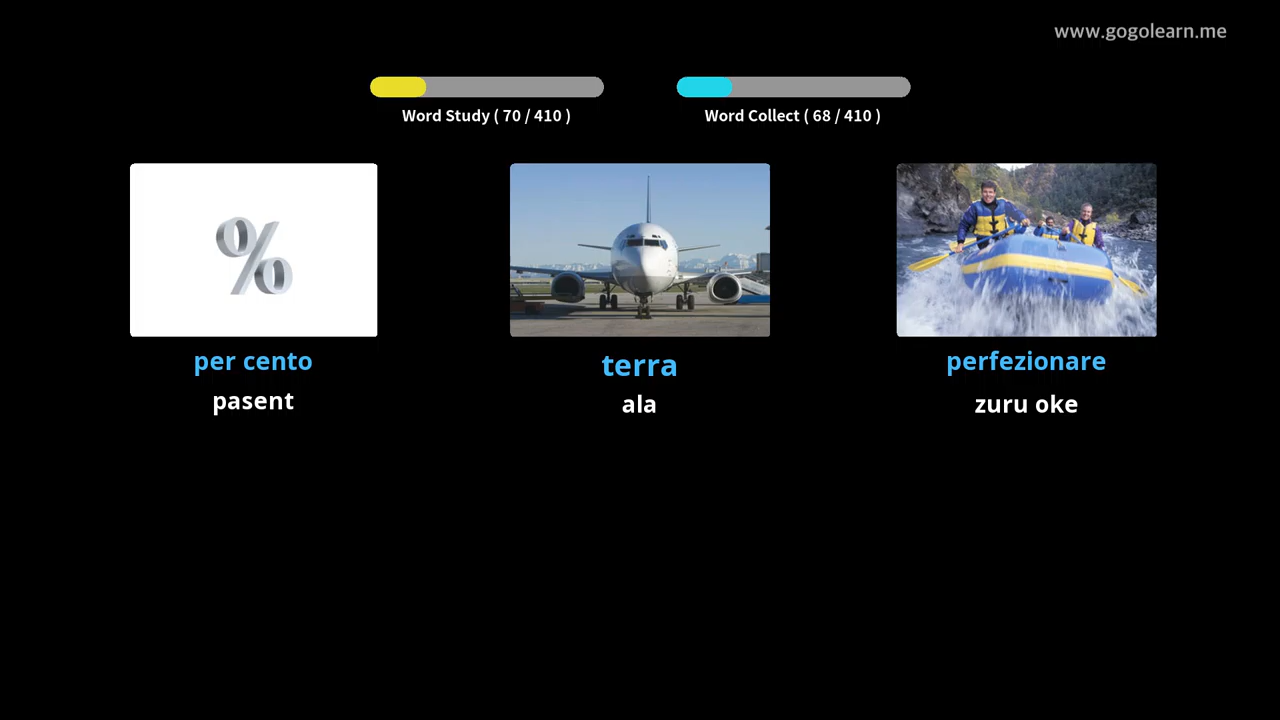 www.gogolearn.me
Word Study ( 70 / 410 )
Word Collect ( 68 / 410 )
%
per cento
terra
perfezionare
pasent
ala
zuru oke